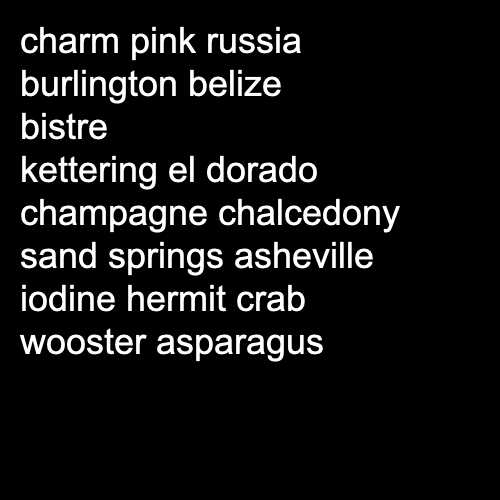 charm pink russia
burlington belize
bistre
kettering el dorado
champagne chalcedony
sand springs asheville
iodine hermit crab
wooster asparagus